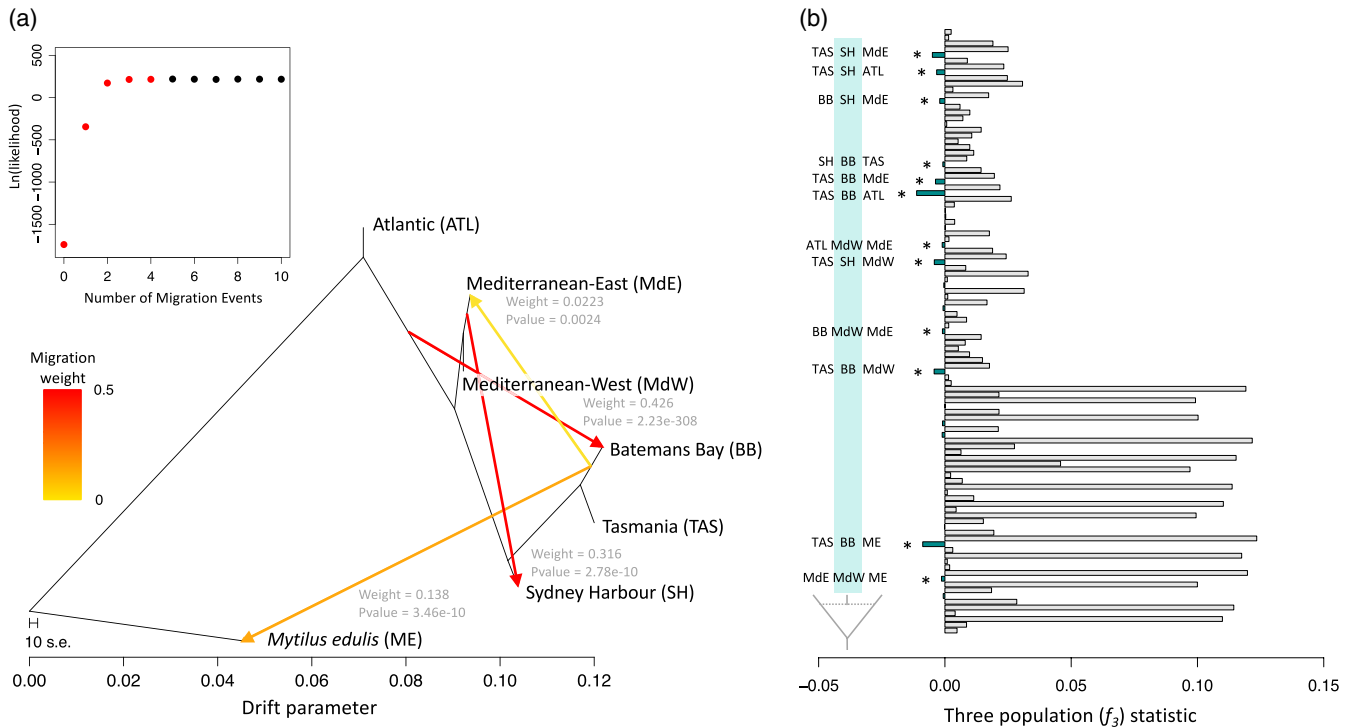 (a)
500
0
−500
−1000
−1500
Ln(likelihood)
0 2 4 6 8 10
Number of Migration Events
Atlantic (ATL)
Mediterranean-East (MdE)
Weight = 0.0223
Pvalue = 0.0024
Migration
weight
0.5
0
Mediterranean-West (MdW)
Weight = 0.426
Pvalue = 2.23e-308
Batemans Bay (BB)
Tasmania (TAS)
Weight = 0.316
Pvalue = 2.78e-10
Sydney Harbour (SH)
Weight = 0.138
Pvalue = 3.46e-10
Mytilus edulis (ME)
10 s.e.
0.00 0.02 0.04 0.06 0.08 0.10 0.12
Drift parameter
(b)
TAS SH MdE *
TAS SH ATL *
BB SH MdE *
SH BB TAS *
TAS BB MdE *
TAS BB ATL *
ATL MdW MdE *
TAS SH MdW *
BB MdW MdE *
TAS BB MdW *
TAS BB ME *
MdE MdW ME *
−0.05 0.00 0.05 0.10 0.15
Three population (f3) statistic